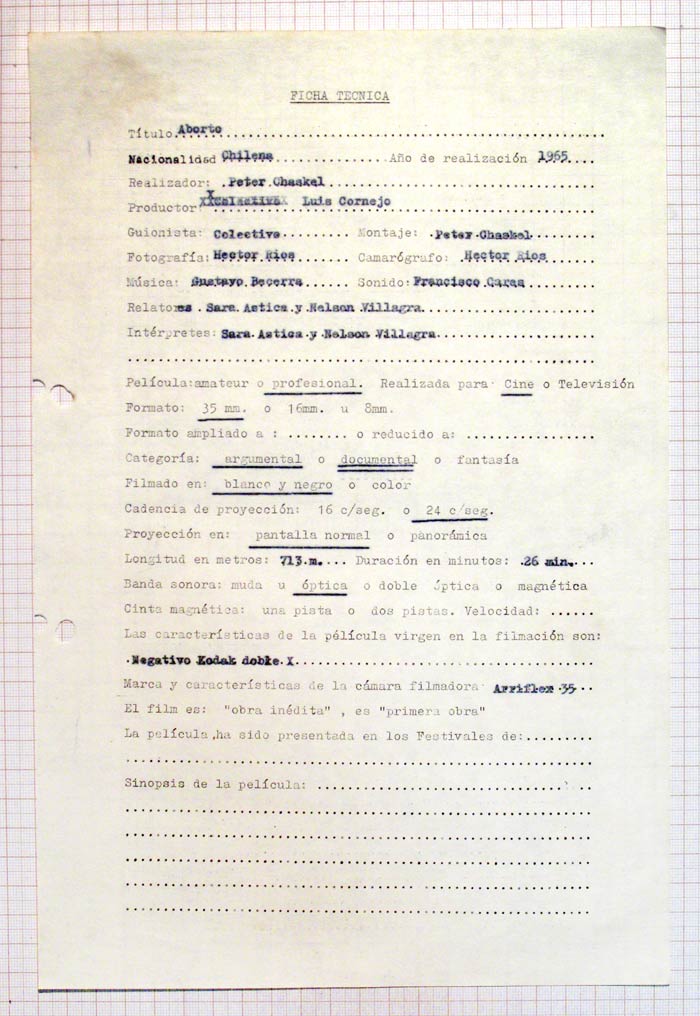 FICHA TECNICA
Título Aborto
Nacionalidad Chilena Año de realización 1965
Realizador: Peter Chaskel
Productor XXColectivoX Luis Cornejo
Guionista: Colectivo Montaje: Peter Chaskel
Fotografía: Hector Rios Camarógrafo: Hector Rios
Música: Gustavo Becerra Sonido: Francisco Cares
Relatores Sara Astica y Nelson Villagra
Intérpretes: Sara Astica y Nelson Villagra
Película: amateur o profesional. Realizada para Cine o Televisión
Formato: 35 mm. o 16mm. u 8mm.
Formato ampliado a : ........ o reducido a: .................
Categoría: argumental o documental o fantasía
Filmado en: blanco y negro o color
Cadencia de proyección: 16 c/seg. o 24 c/seg.
Proyección en: pantalla normal o panorámica
Longitud en metros: 713 m. ... Duración en minutos: .26 min...
Banda sonora: muda u óptica o doble óptica o magnética
Cinta magnética: una pista o dos pistas. Velocidad: ......
Las características de la pélícula virgen en la filmación son:
Negativo Kodak doble X
Marca y características de la cámara filmadora Arriflex 35
El film es: "obra inédita" , es "primera obra"
La película ,ha sido presentada en los Festivales de:.........
Sinopsis de la película: